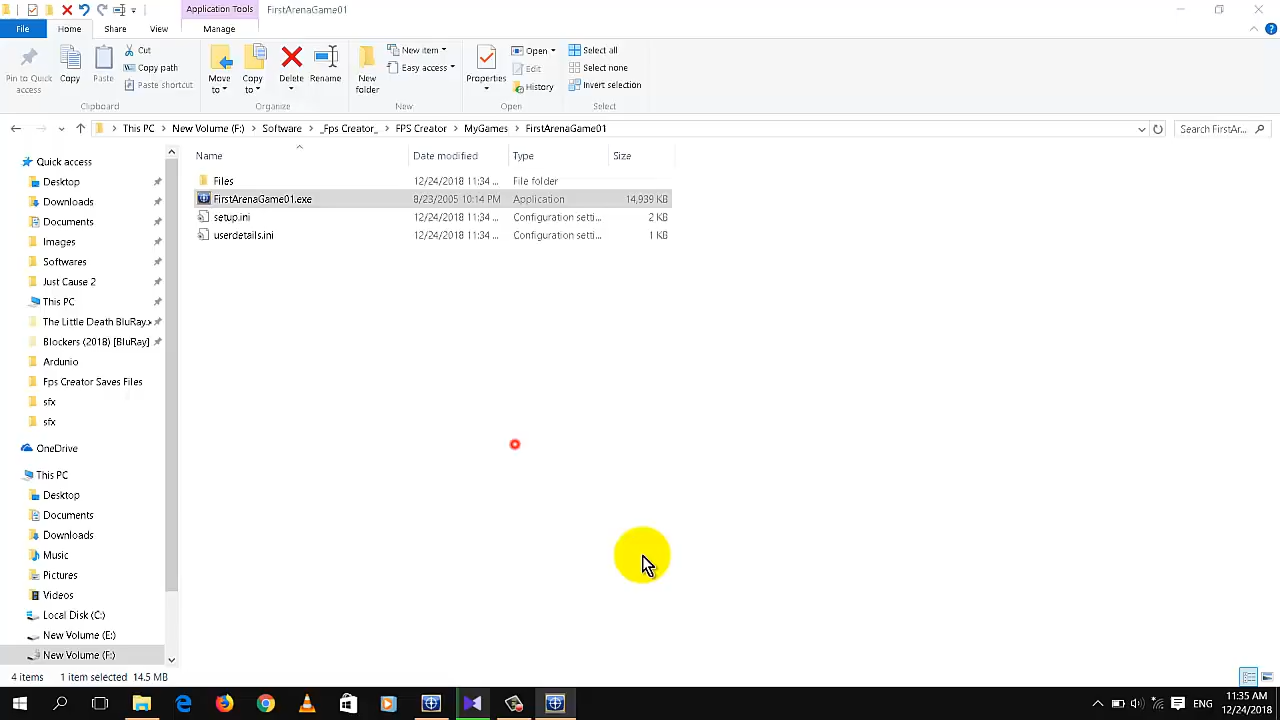 Application Tools
FirstArenaGame01
File
Home
Share
View
Manage
Pin to Quick access
Copy
Paste
Cut
Copy path
Paste shortcut
Clipboard
Move to
Copy to
Delete
Rename
Organize
New folder
New item
Easy access
New
Properties
Open
Edit
History
Open
Select all
Select none
Invert selection
Select
This PC
New Volume (F:)
Software
_Fps Creator_
FPS Creator
MyGames
FirstArenaGame01
Search FirstAr...
Name
Date modified
Type
Size
Files 12/24/2018 11:34 ... File folder
FirstArenaGame01.exe 8/23/2005 10:14 PM Application 14,939 KB
setup.ini 12/24/2018 11:34 ... Configuration setti... 2 KB
userdetails.ini 12/24/2018 11:34 ... Configuration setti... 1 KB
Quick access
Desktop
Downloads
Documents
Images
Softwares
Just Cause 2
This PC
The Little Death BluRay.
Blockers (2018) [BluRay]
Ardunio
Fps Creator Saves Files
sfx
sfx
OneDrive
This PC
Desktop
Documents
Downloads
Music
Pictures
Videos
Local Disk (C:)
New Volume (E:)
New Volume (F:)
4 items
1 item selected 14.5 MB
ENG
11:35 AM
12/24/2018